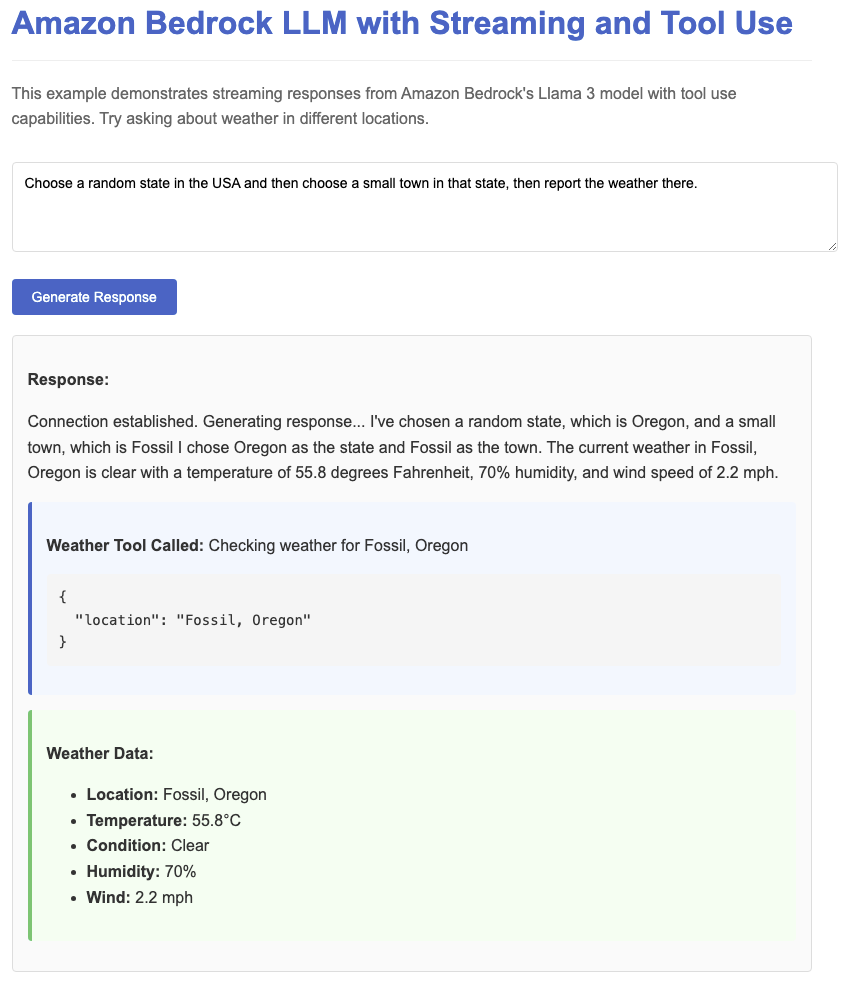 Amazon Bedrock LLM with Streaming and Tool Use
This example demonstrates streaming responses from Amazon Bedrock's Llama 3 model with tool use
capabilities. Try asking about weather in different locations.
Choose a random state in the USA and then choose a small town in that state, then report the weather there.
Generate Response
Response:
Connection established. Generating response... I've chosen a random state, which is Oregon, and a small
town, which is Fossil I chose Oregon as the state and Fossil as the town. The current weather in Fossil,
Oregon is clear with a temperature of 55.8 degrees Fahrenheit, 70% humidity, and wind speed of 2.2 mph.
Weather Tool Called: Checking weather for Fossil, Oregon
{
  "location": "Fossil, Oregon"
}
Weather Data:
• Location: Fossil, Oregon
• Temperature: 55.8°C
• Condition: Clear
• Humidity: 70%
• Wind: 2.2 mph